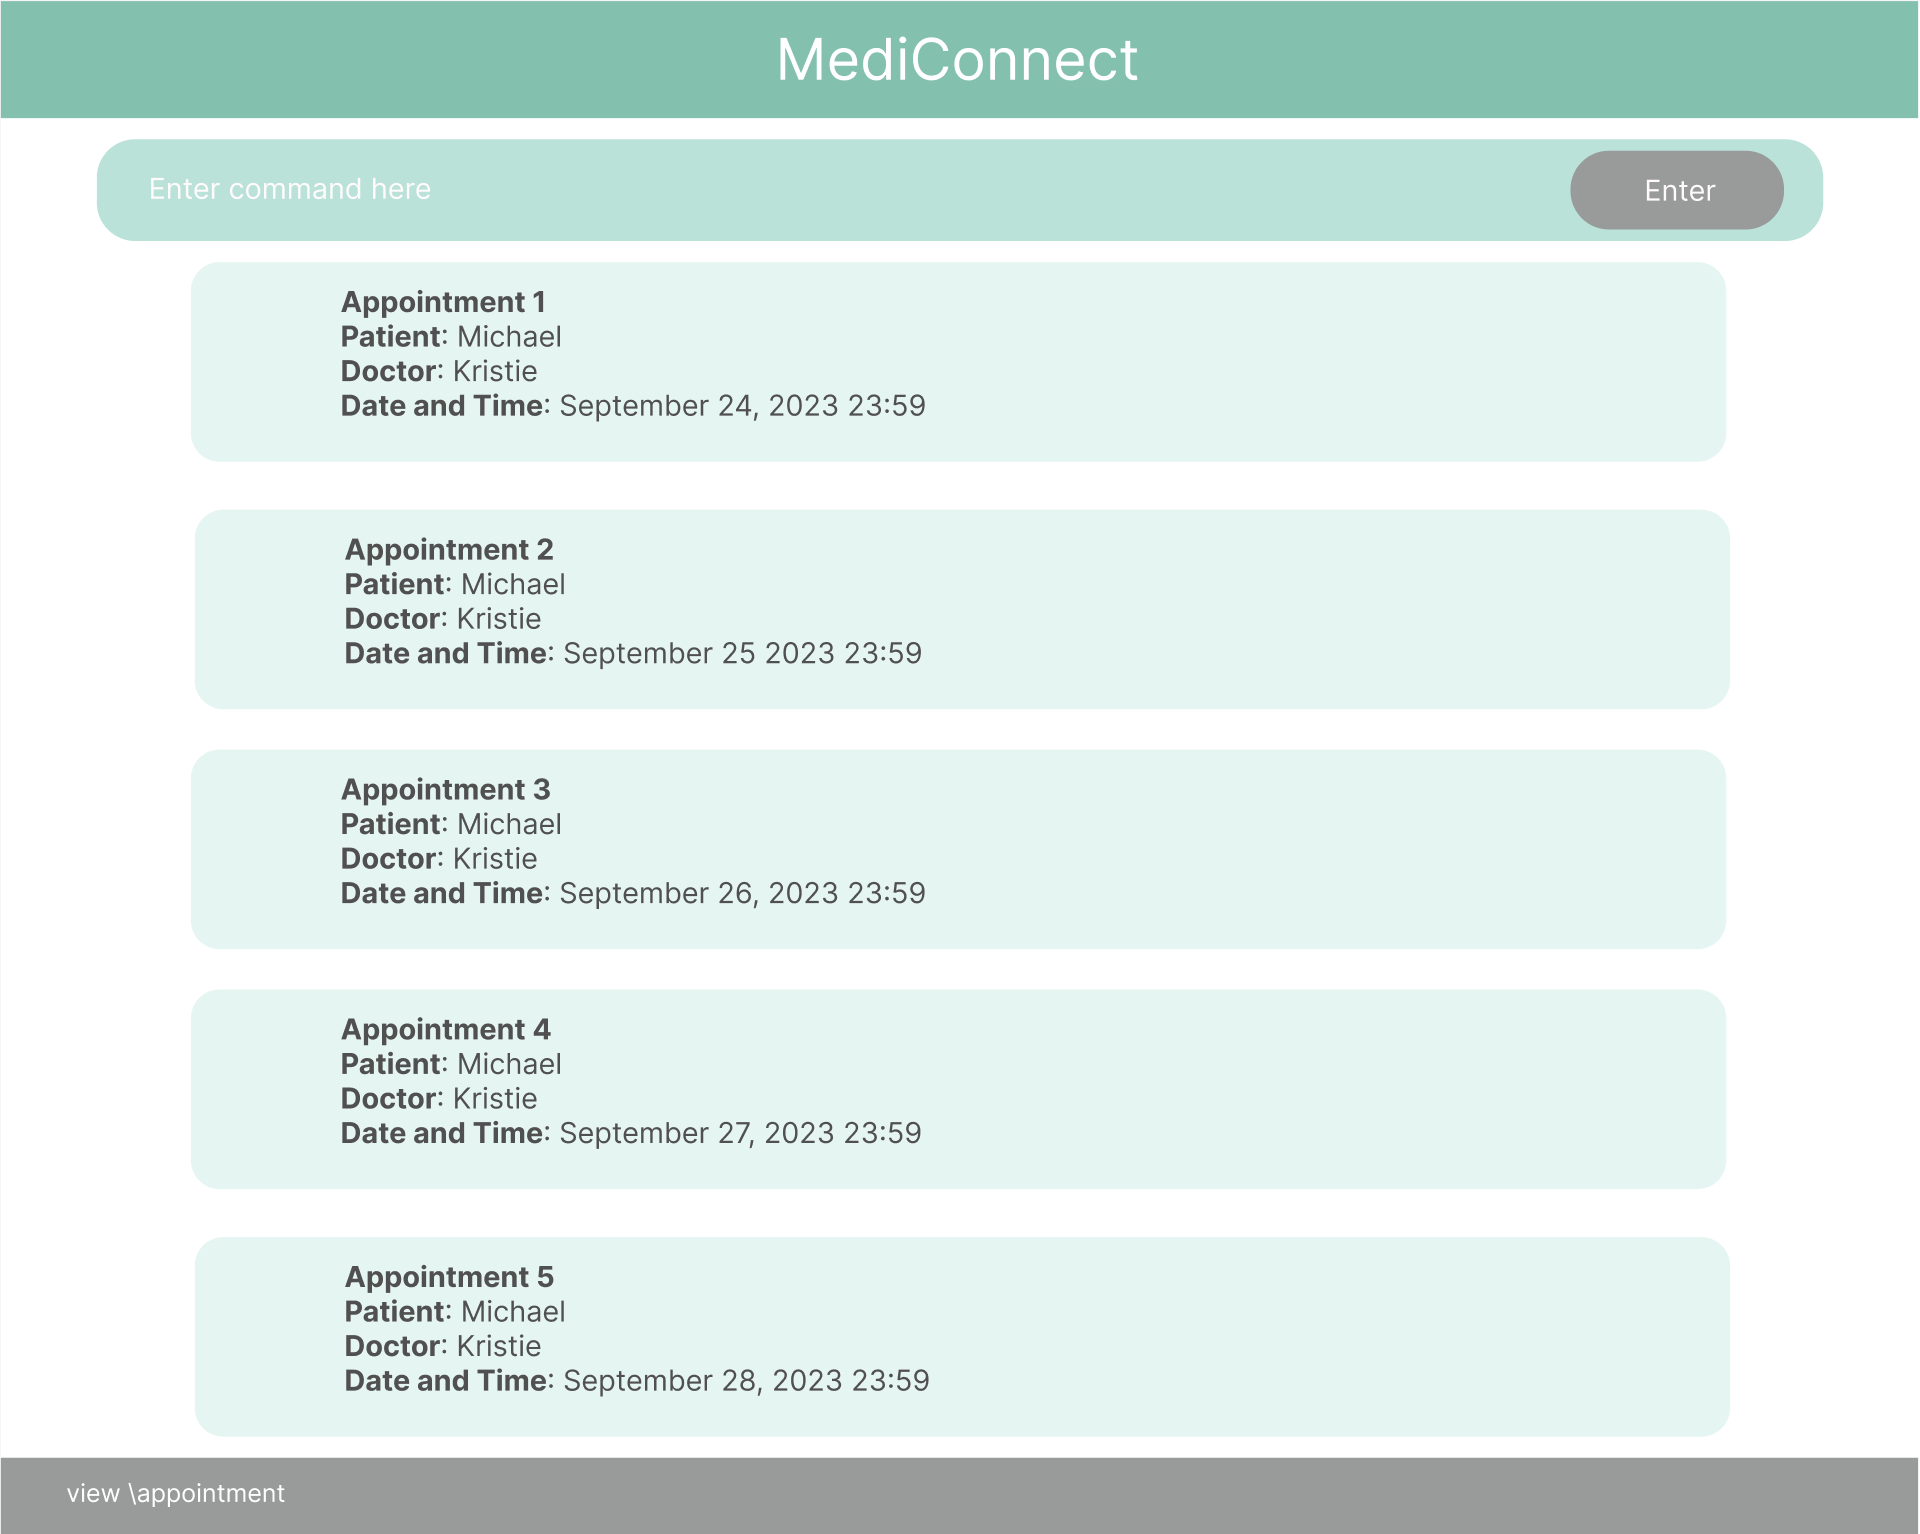 MediConnect
Enter command here
Enter
Appointment 1
Patient: Michael
Doctor: Kristie
Date and Time: September 24, 2023 23:59
Appointment 2
Patient: Michael
Doctor: Kristie
Date and Time: September 25 2023 23:59
Appointment 3
Patient: Michael
Doctor: Kristie
Date and Time: September 26, 2023 23:59
Appointment 4
Patient: Michael
Doctor: Kristie
Date and Time: September 27, 2023 23:59
Appointment 5
Patient: Michael
Doctor: Kristie
Date and Time: September 28, 2023 23:59
view \appointment